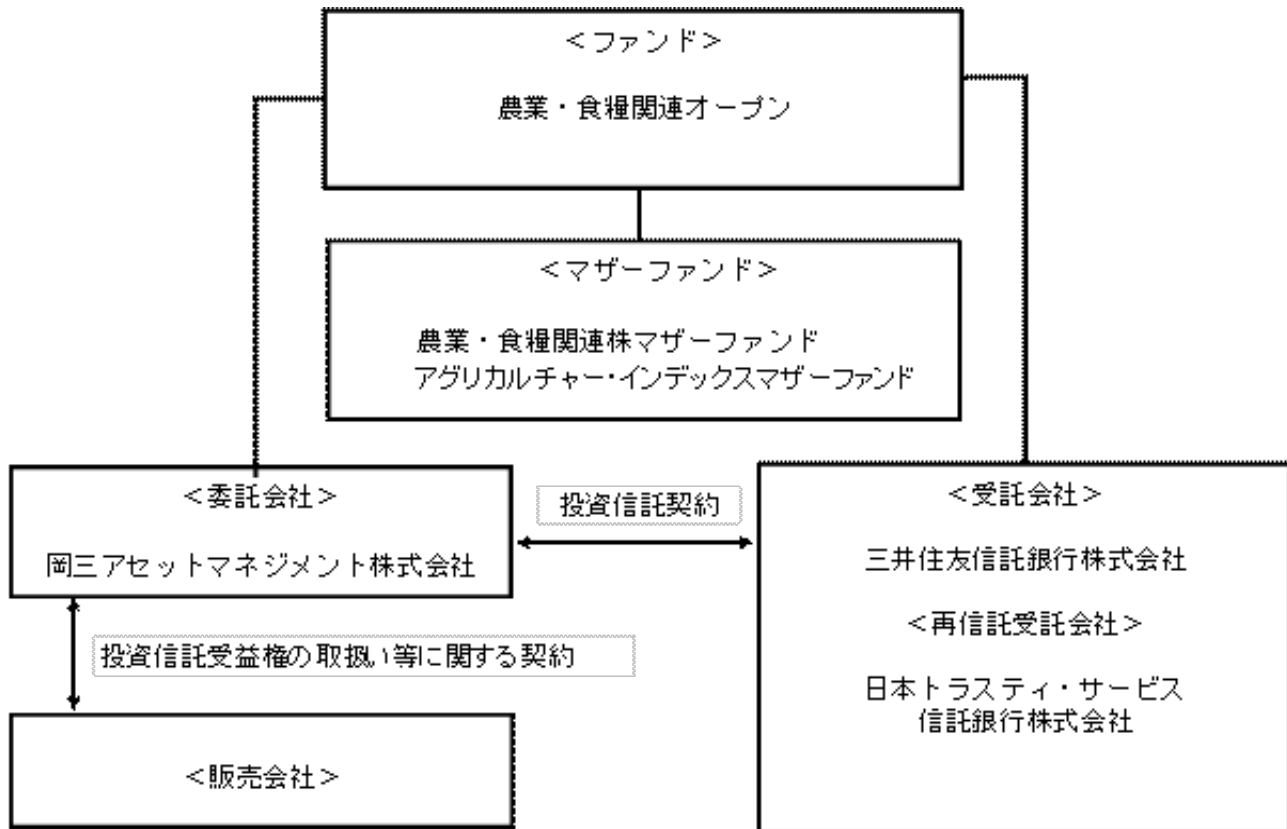 ＜ファンド＞
農業・食糧関連オープン
＜マザーファンド＞
農業・食糧関連株マザーファンド
アグリカルチャー・インデックスマザーファンド
＜委託会社＞
岡三アセットマネジメント株式会社
投資信託契約
＜受託会社＞
三井住友信託銀行株式会社
＜再信託受託会社＞
日本トラスティ・サービス
信託銀行株式会社
投資信託受益権の取扱い等に関する契約
＜販売会社＞